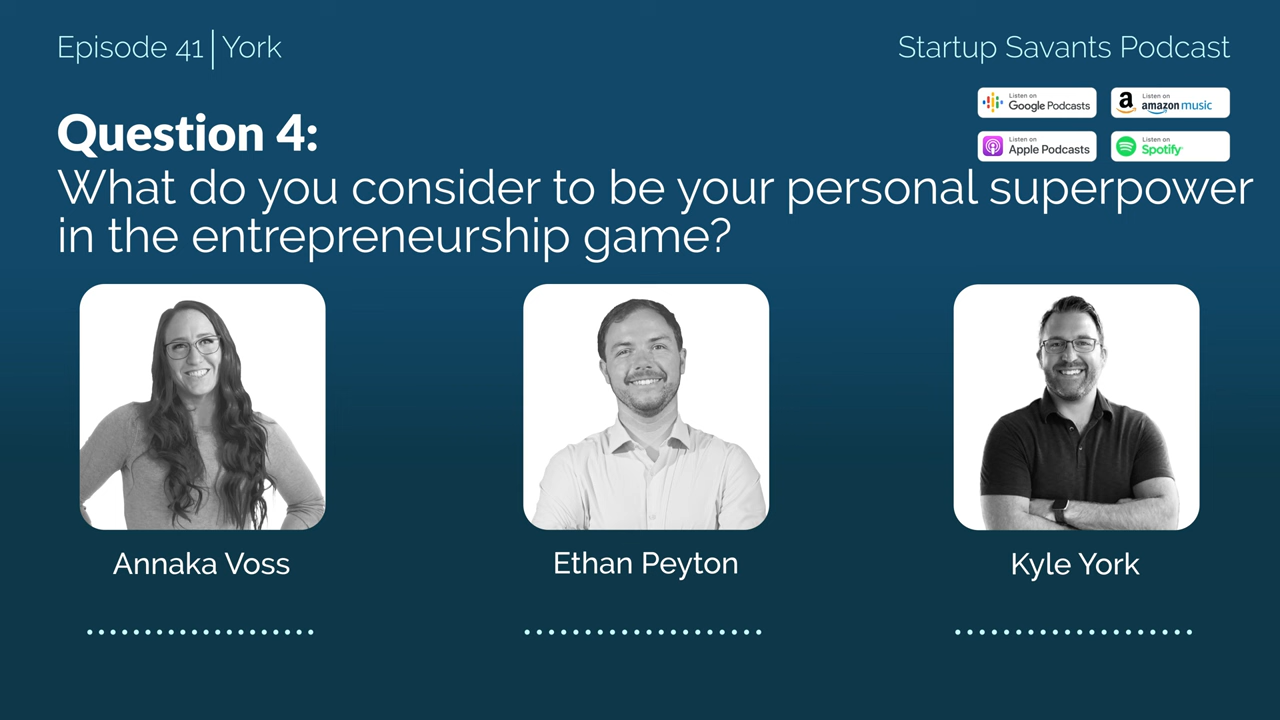 Episode 41 | York
Startup Savants Podcast
Listen on
Google Podcasts
a
Listen on
amazon music
Listen on
Apple Podcasts
Listen on
Spotify
Question 4:
What do you consider to be your personal superpower
in the entrepreneurship game?
Annaka Voss
Ethan Peyton
Kyle York